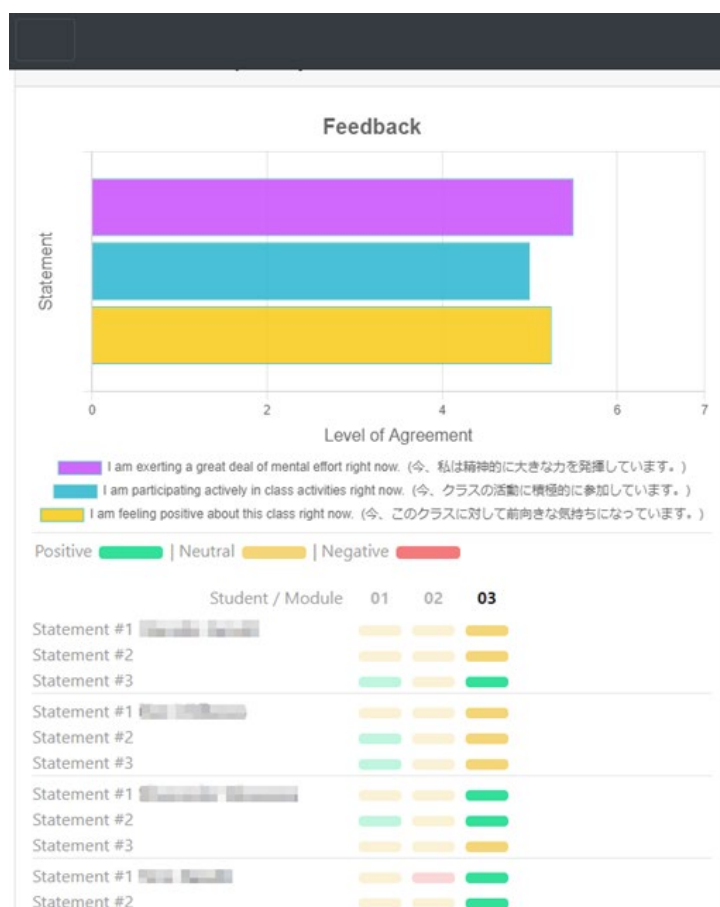 Feedback
Statement
0 2 4 6 7
Level of Agreement
I am exerting a great deal of mental effort right now. (今、私は精神的に大きな力を発揮しています。)
I am participating actively in class activities right now. (今、クラスの活動に積極的に参加しています。)
I am feeling positive about this class right now. (今、このクラスに対して前向きな気持ちになっています。)
Positive | Neutral | Negative
Student / Module 01 02 03
Statement #1
Statement #2
Statement #3
Statement #1
Statement #2
Statement #3
Statement #1
Statement #2
Statement #3
Statement #1
Statement #2